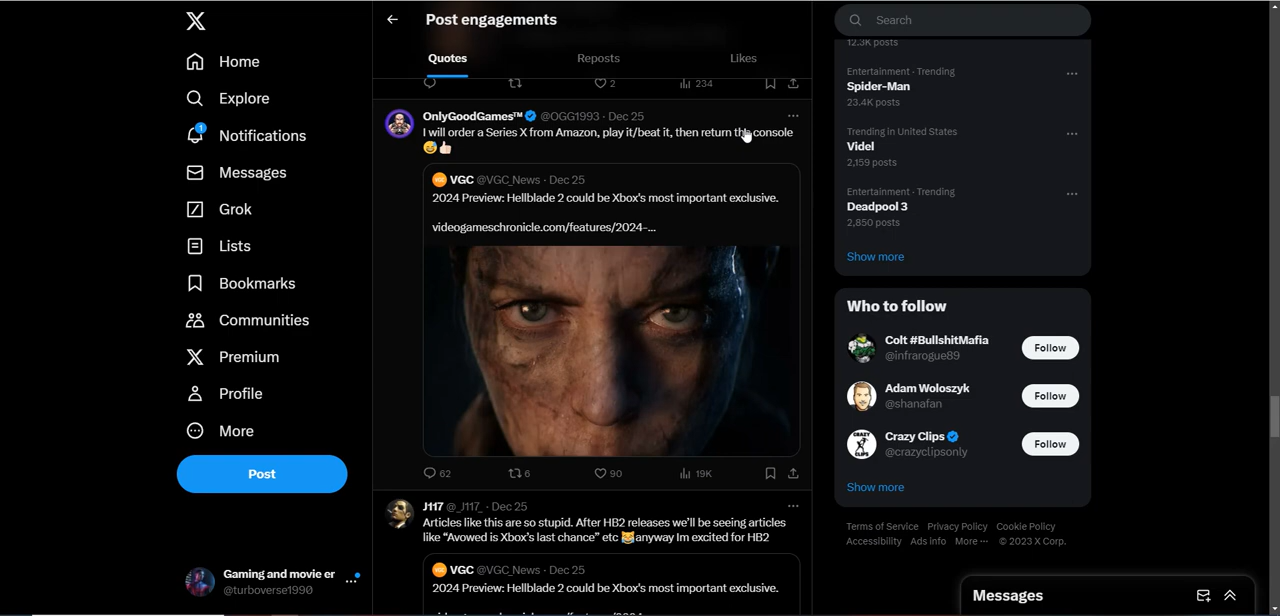 Home
Explore
1
Notifications
Messages
Grok
Lists
Bookmarks
Communities
Premium
Profile
More
Post
Gaming and movie er
@turboverse1990
Post engagements
Quotes Reposts Likes
2 234
OnlyGoodGames™ @OGG1993 · Dec 25
I will order a Series X from Amazon, play it/beat it, then return the console
😅👍🏻
VGC @VGC_News · Dec 25
2024 Preview: Hellblade 2 could be Xbox's most important exclusive.
videogameschronicle.com/features/2024-...
62 6 90 19K
J117 @_J117_ · Dec 25
Articles like this are so stupid. After HB2 releases we'll be seeing articles
like “Avowed is Xbox's last chance” etc 😹anyway Im excited for HB2
VGC @VGC_News · Dec 25
2024 Preview: Hellblade 2 could be Xbox's most important exclusive.
Search
12.3K posts
Entertainment · Trending
Spider-Man
23.4K posts
Trending in United States
Videl
2,159 posts
Entertainment · Trending
Deadpool 3
2,850 posts
Show more
Who to follow
Colt #BullshitMafia
@infrarogue89
Follow
Adam Woloszyk
@shanafan
Follow
Crazy Clips
@crazyclipsonly
Follow
Show more
Terms of Service Privacy Policy Cookie Policy
Accessibility Ads info More ··· © 2023 X Corp.
Messages